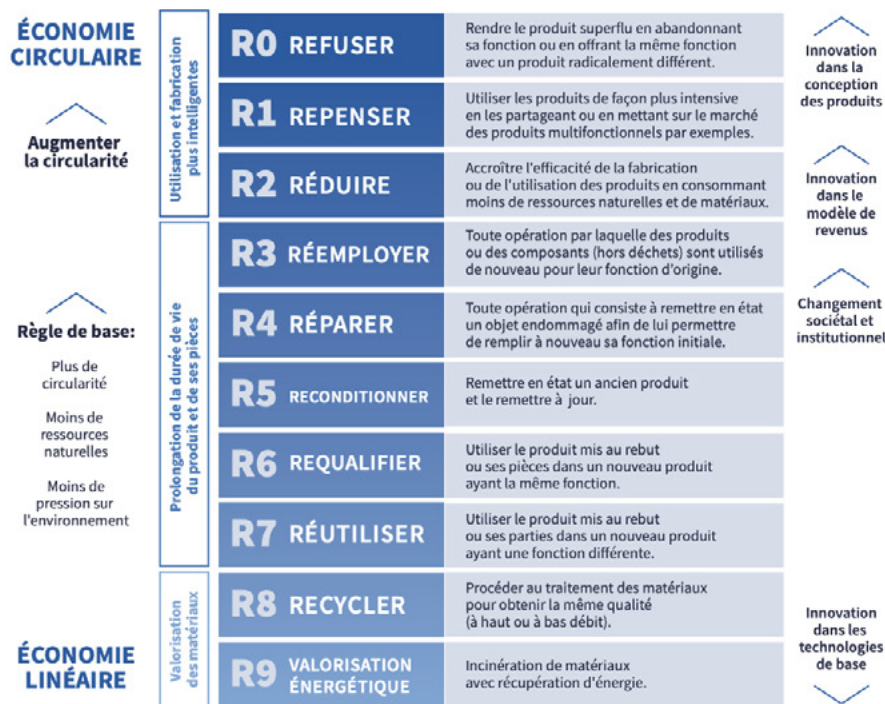 ÉCONOMIE
CIRCULAIRE
Augmenter
la circularité
Règle de base:
Plus de
circularité
Moins de
ressources
naturelles
Moins de
pression sur
l'environnement
ÉCONOMIE
LINÉAIRE
Utilisation et fabrication
plus intelligentes
Prolongation de la durée de vie
du produit et de ses pièces
Valorisation
des matériaux
R0 REFUSER
Rendre le produit superflu en abandonnant
sa fonction ou en offrant la même fonction
avec un produit radicalement différent.
R1 REPENSER
Utiliser les produits de façon plus intensive
en les partageant ou en mettant sur le marché
des produits multifonctionnels par exemples.
R2 RÉDUIRE
Accroître l'efficacité de la fabrication
ou de l'utilisation des produits en consommant
moins de ressources naturelles et de matériaux.
R3 RÉEMPLOYER
Toute opération par laquelle des produits
ou des composants (hors déchets) sont utilisés
de nouveau pour leur fonction d'origine.
R4 RÉPARER
Toute opération qui consiste à remettre en état
un objet endommagé afin de lui permettre
de remplir à nouveau sa fonction initiale.
R5 RECONDITIONNER
Remettre en état un ancien produit
et le remettre à jour.
R6 REQUALIFIER
Utiliser le produit mis au rebut
ou ses pièces dans un nouveau produit
ayant la même fonction.
R7 RÉUTILISER
Utiliser le produit mis au rebut
ou ses parties dans un nouveau produit
ayant une fonction différente.
R8 RECYCLER
Procéder au traitement des matériaux
pour obtenir la même qualité
(à haut ou à bas débit).
R9 VALORISATION
ÉNERGÉTIQUE
Incinération de matériaux
avec récupération d'énergie.
Innovation
dans la
conception
des produits
Innovation
dans le
modèle de
revenus
Changement
sociétal et
institutionnel
Innovation
dans les
technologies
de base